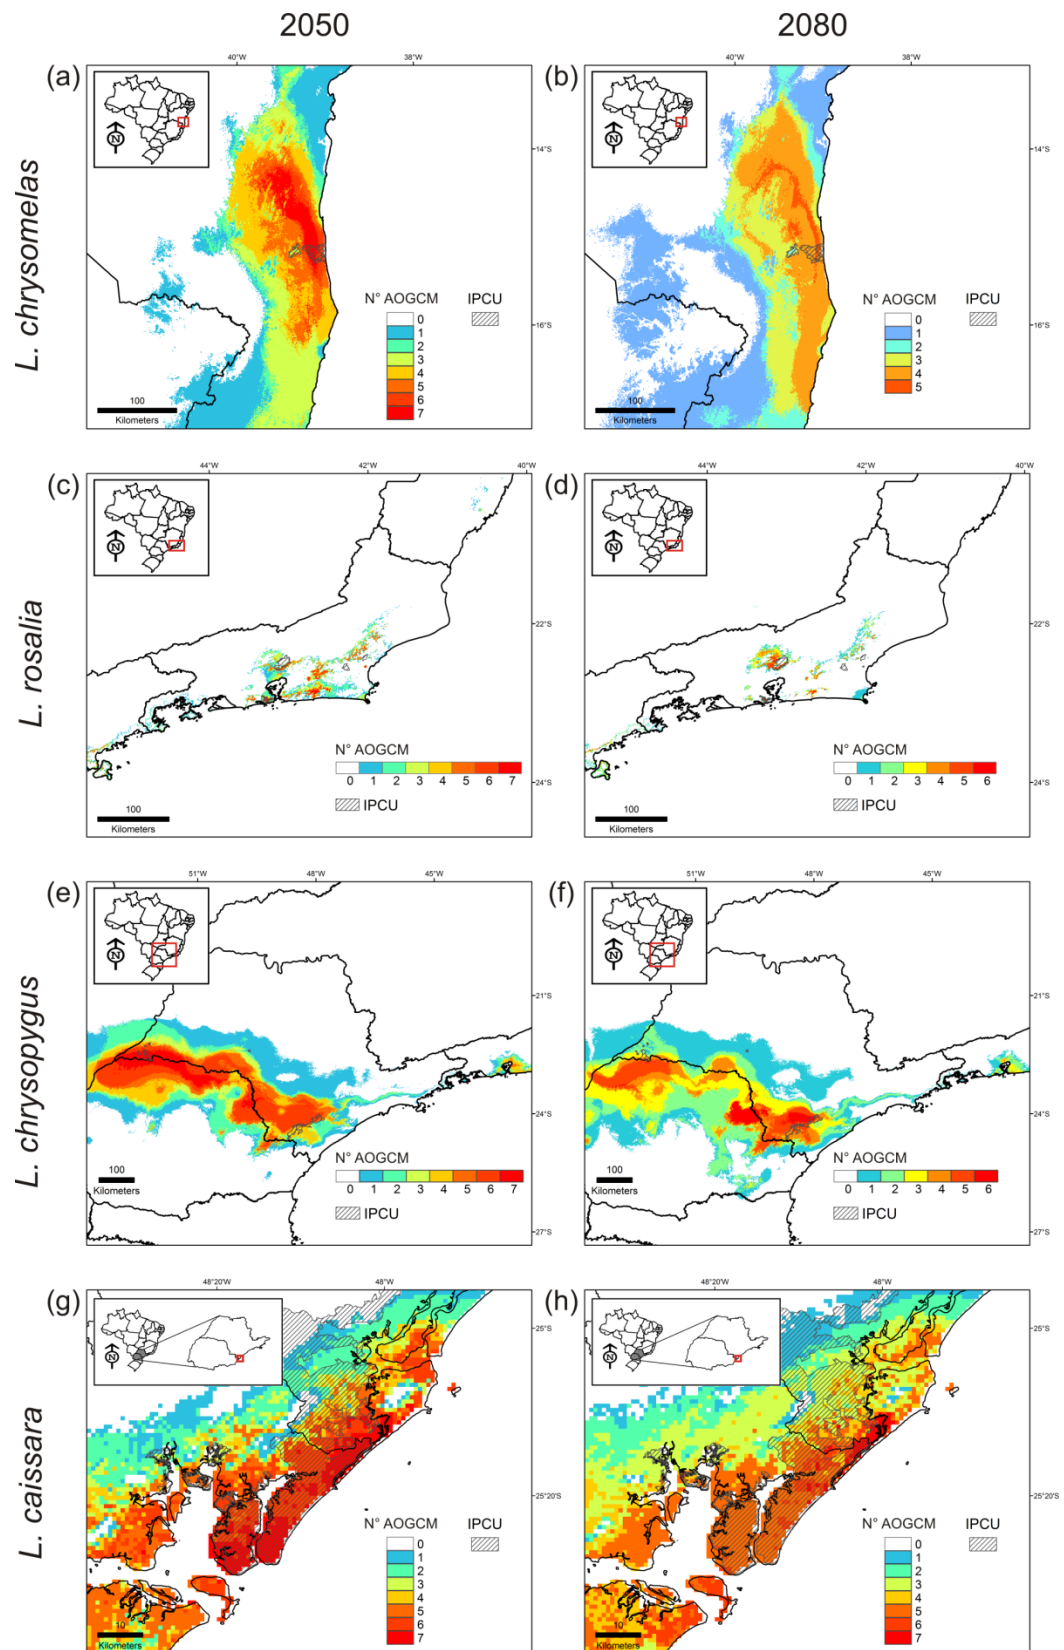 2050
2080
L. chrysomelas
(a)
40°W
38°W
N
14°S
16°S
N° AOGCM
0
1
2
3
4
5
6
7
IPCU
100
Kilometers
(b)
40°W
38°W
N
14°S
16°S
N° AOGCM
0
1
2
3
4
5
IPCU
100
Kilometers
L. rosalia
(c)
44°W
42°W
40°W
N
22°S
24°S
N° AOGCM
0 1 2 3 4 5 6 7
IPCU
100
Kilometers
(d)
44°W
42°W
40°W
N
22°S
24°S
N° AOGCM
0 1 2 3 4 5 6
IPCU
100
Kilometers
L. chrysopygus
(e)
51°W
48°W
45°W
N
21°S
24°S
27°S
N° AOGCM
0 1 2 3 4 5 6 7
IPCU
100
Kilometers
(f)
51°W
48°W
45°W
N
21°S
24°S
27°S
N° AOGCM
0 1 2 3 4 5 6
IPCU
100
Kilometers
L. caissara
(g)
48°20'W
48°W
N
25°S
25°20'S
N° AOGCM
0
1
2
3
4
5
6
7
IPCU
10
Kilometers
(h)
48°20'W
48°W
N
25°S
25°20'S
N° AOGCM
0
1
2
3
4
5
6
7
IPCU
10
Kilometers